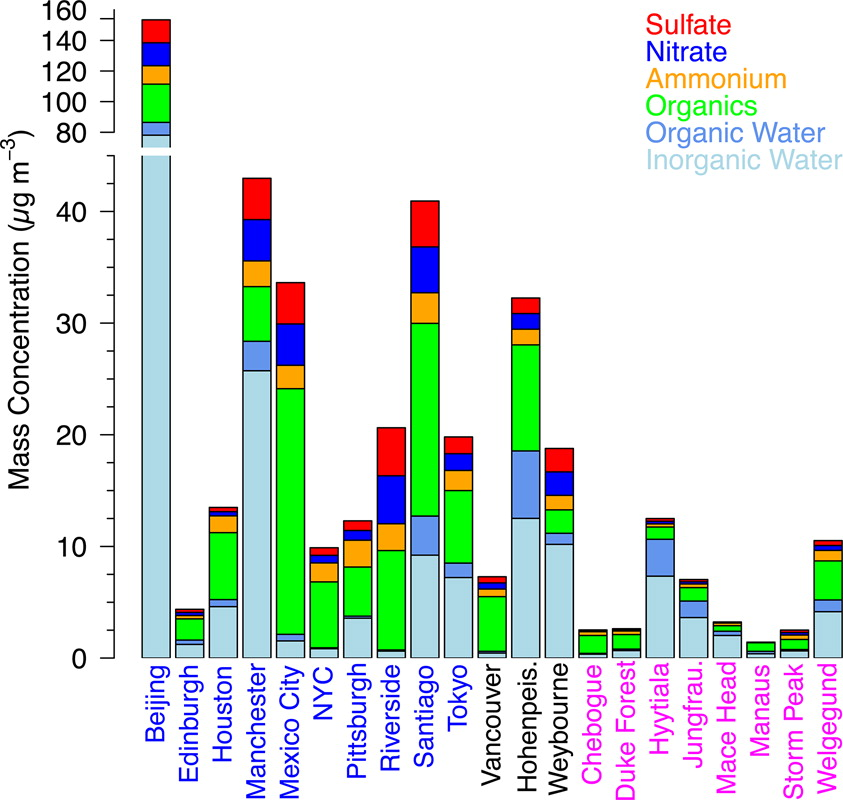 160
140
120
100
80
40
30
20
10
0
Mass Concentration (µg m⁻³)
Sulfate
Nitrate
Ammonium
Organics
Organic Water
Inorganic Water
Beijing
Edinburgh
Houston
Manchester
Mexico City
NYC
Pittsburgh
Riverside
Santiago
Tokyo
Vancouver
Hohenpeis.
Weybourne
Chebogue
Duke Forest
Hyytiala
Jungfrau.
Mace Head
Manaus
Storm Peak
Welgegund